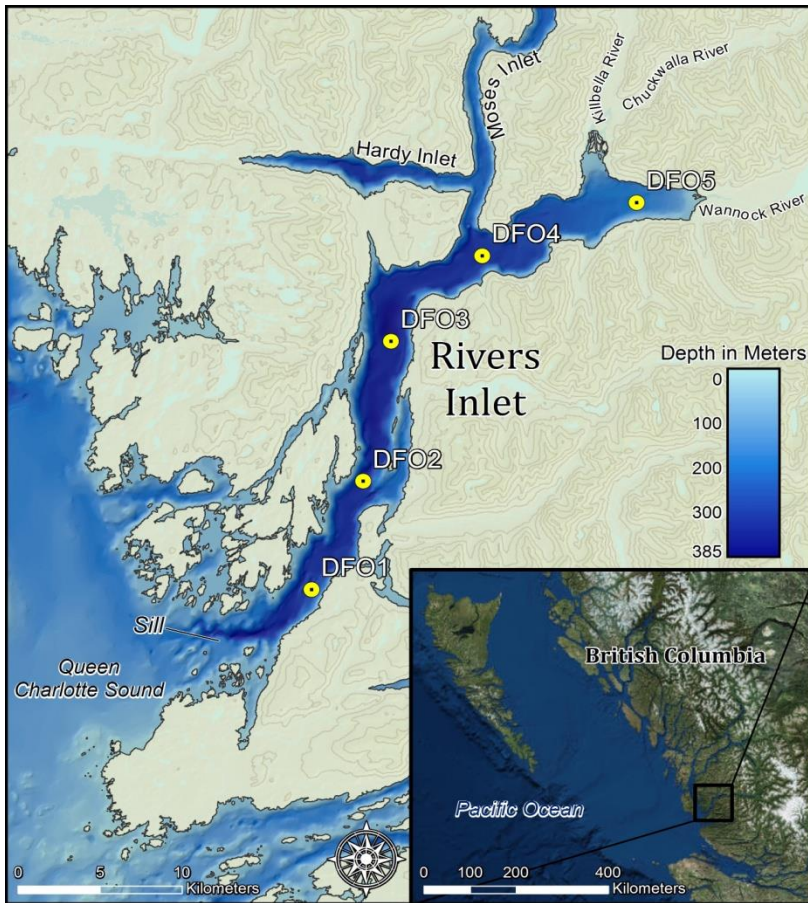 Moses Inlet
Killbella River
Chuckwalla River
Hardy Inlet
DFO5
Wannock River
DFO4
DFO3
Rivers
Inlet
Depth in Meters
0
100
200
300
385
DFO2
DFO1
Sill
Queen
Charlotte Sound
British Columbia
Pacific Ocean
0 5 10
Kilometers
0 100 200 400
Kilometers